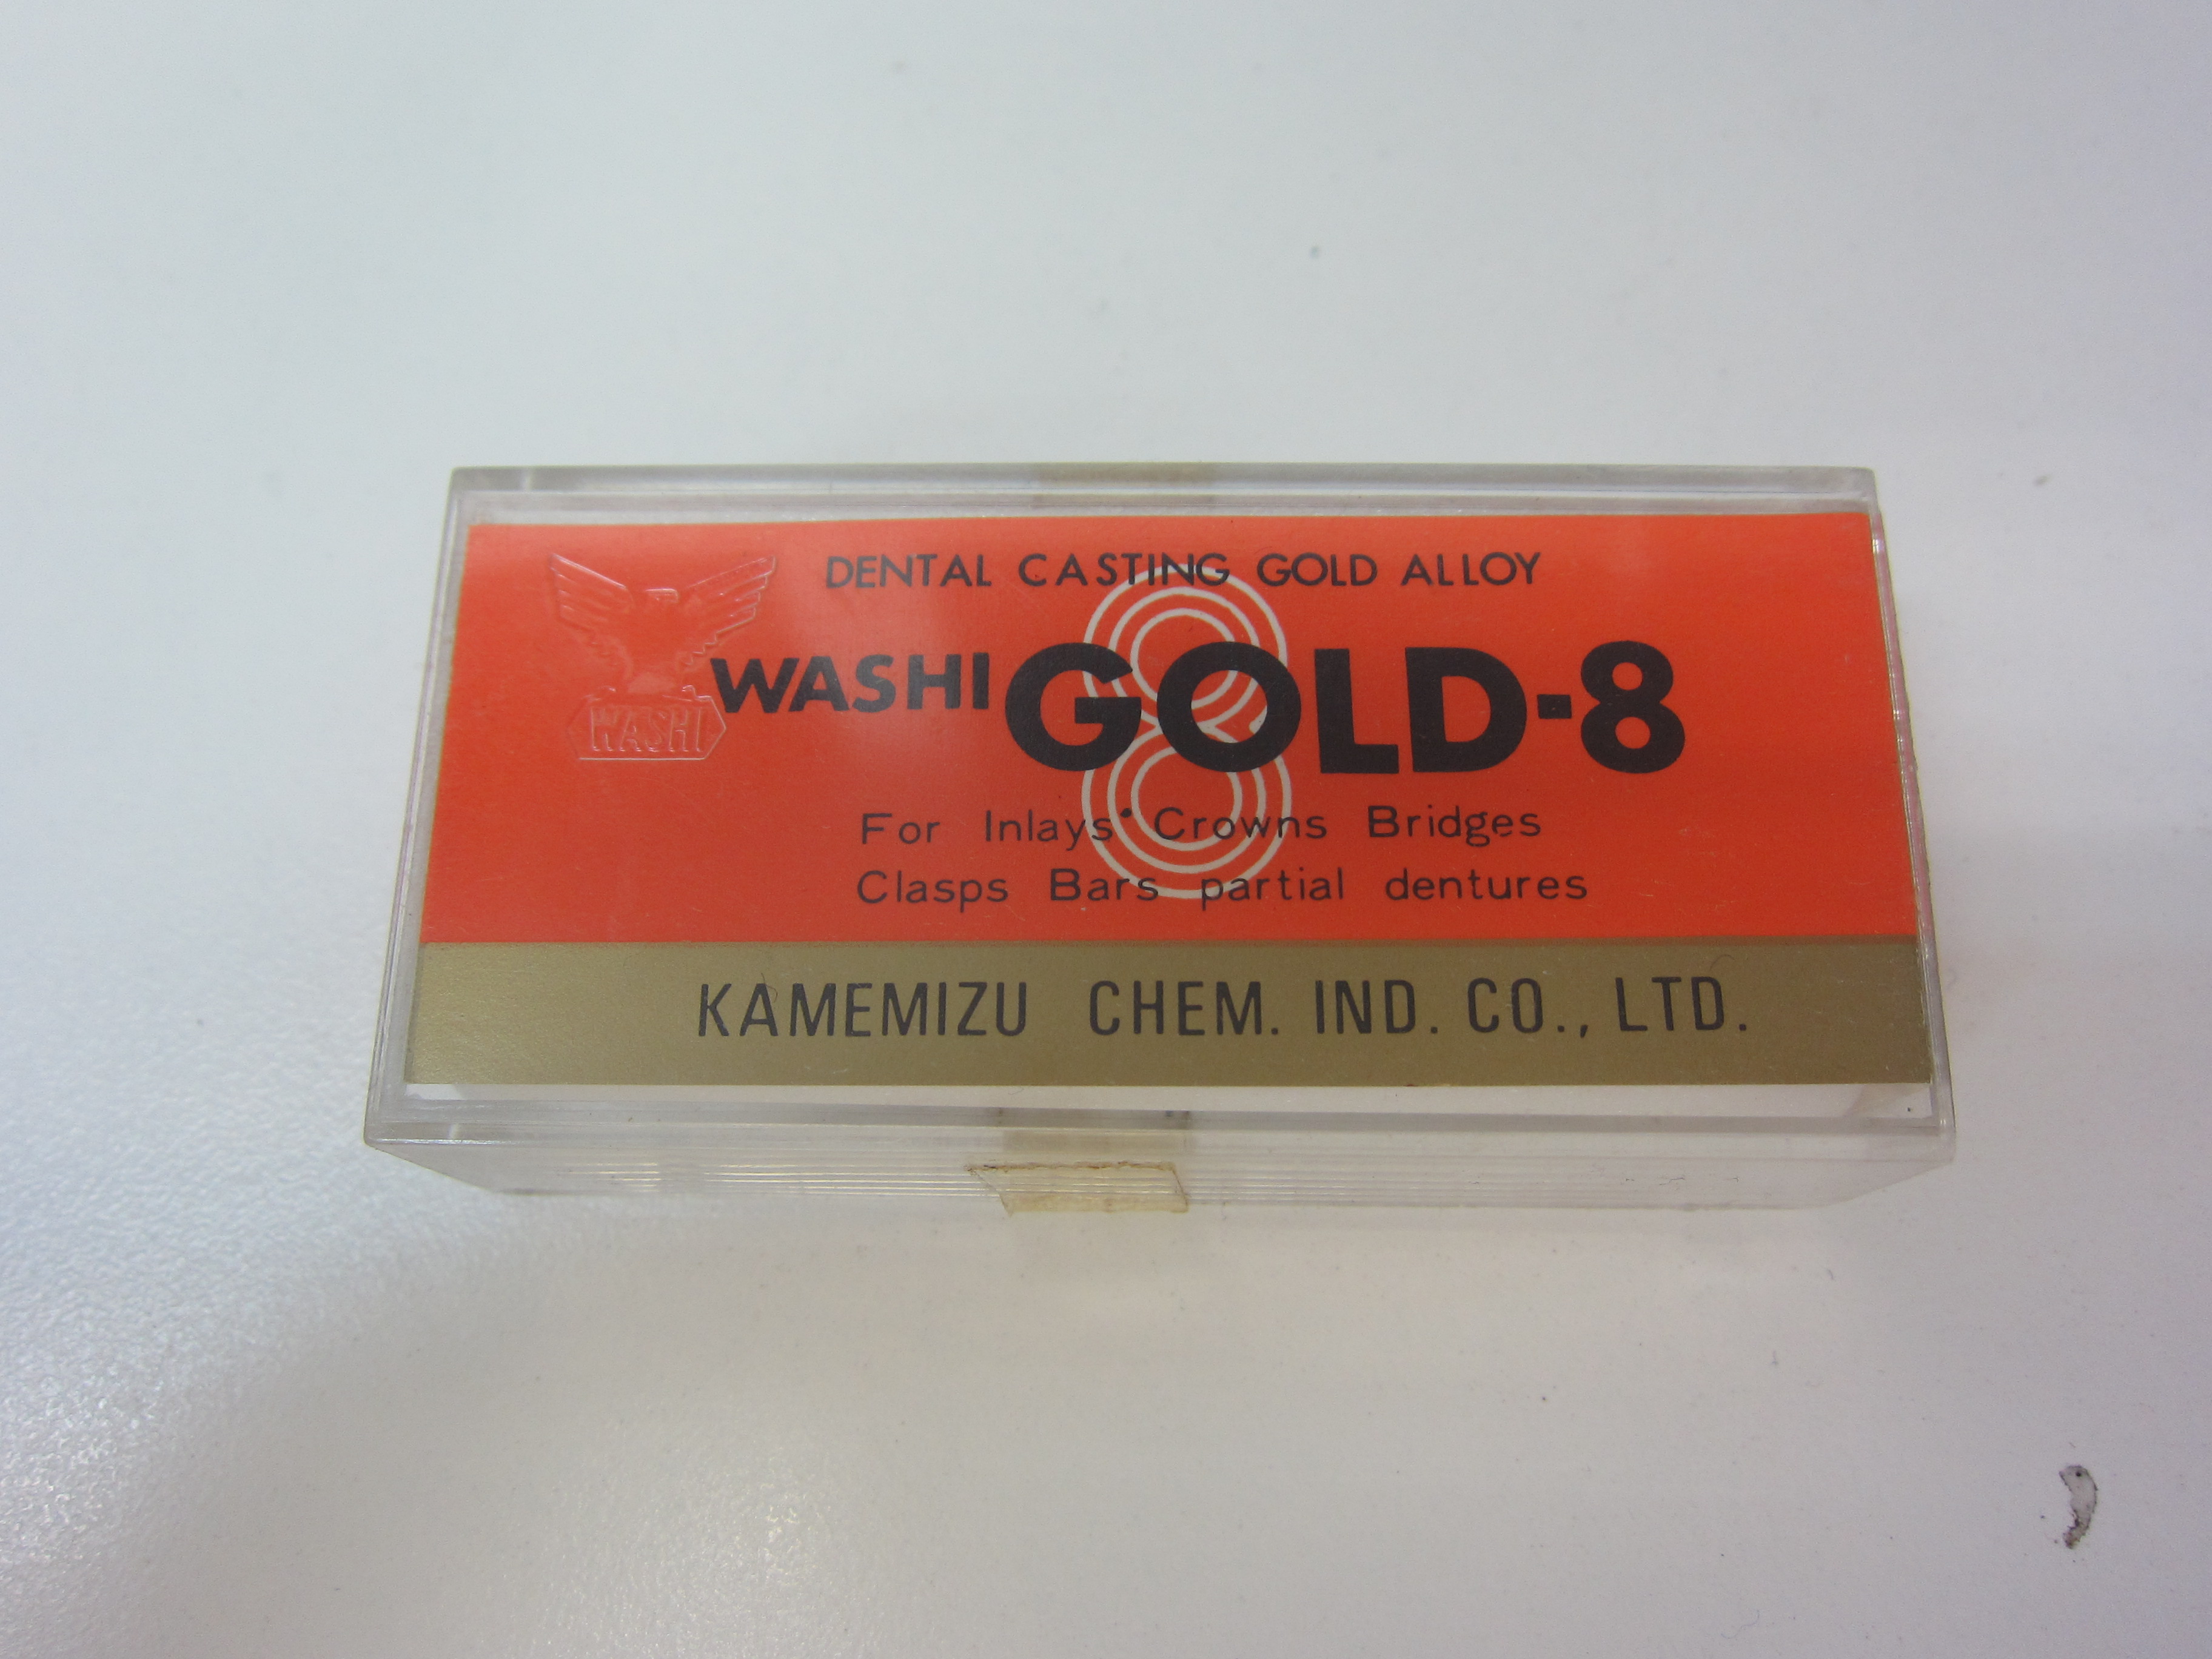 DENTAL CASTING GOLD ALLOY
WASHI GOLD-8
8
WASHI
For Inlays· Crowns Bridges
Clasps Bars partial dentures
KAMEMIZU CHEM. IND. CO., LTD.